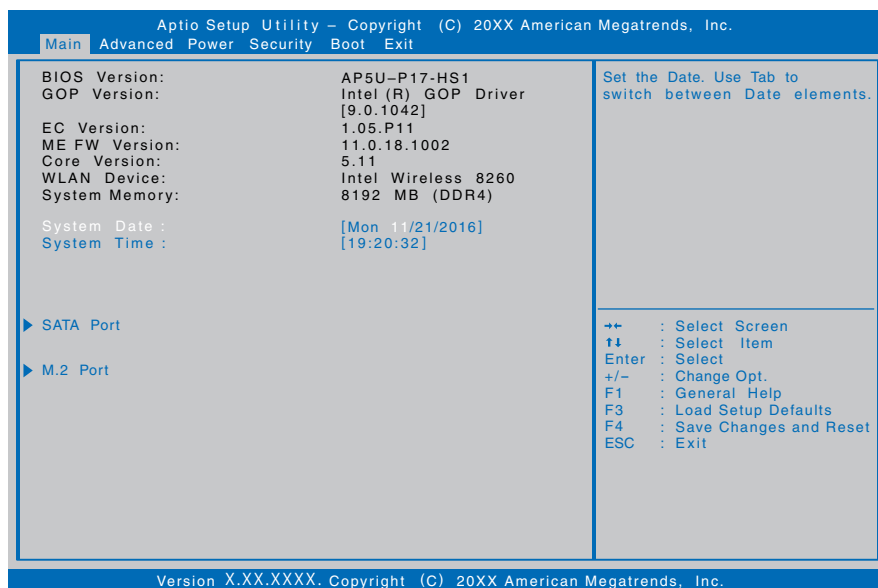 Aptio Setup Utility – Copyright (C) 20XX American Megatrends, Inc.
Main Advanced Power Security Boot Exit
BIOS Version: AP5U–P17-HS1
GOP Version: Intel (R) GOP Driver
[9.0.1042]
EC Version: 1.05.P11
ME FW Version: 11.0.18.1002
Core Version: 5.11
WLAN Device: Intel Wireless 8260
System Memory: 8192 MB (DDR4)
System Date : [Mon 11/21/2016]
System Time : [19:20:32]
SATA Port
M.2 Port
Set the Date. Use Tab to
switch between Date elements.
→← : Select Screen
↑↓ : Select Item
Enter : Select
+/– : Change Opt.
F1 : General Help
F3 : Load Setup Defaults
F4 : Save Changes and Reset
ESC : Exit
Version X.XX.XXXX. Copyright (C) 20XX American Megatrends, Inc.